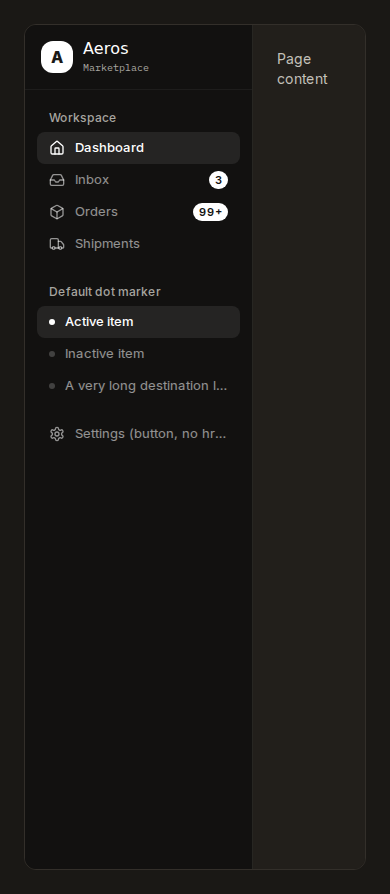 A
Aeros
Marketplace
Workspace
Dashboard
Inbox 3
Orders 99+
Shipments
Default dot marker
Active item
Inactive item
A very long destination l...
Settings (button, no hr...
Page
content